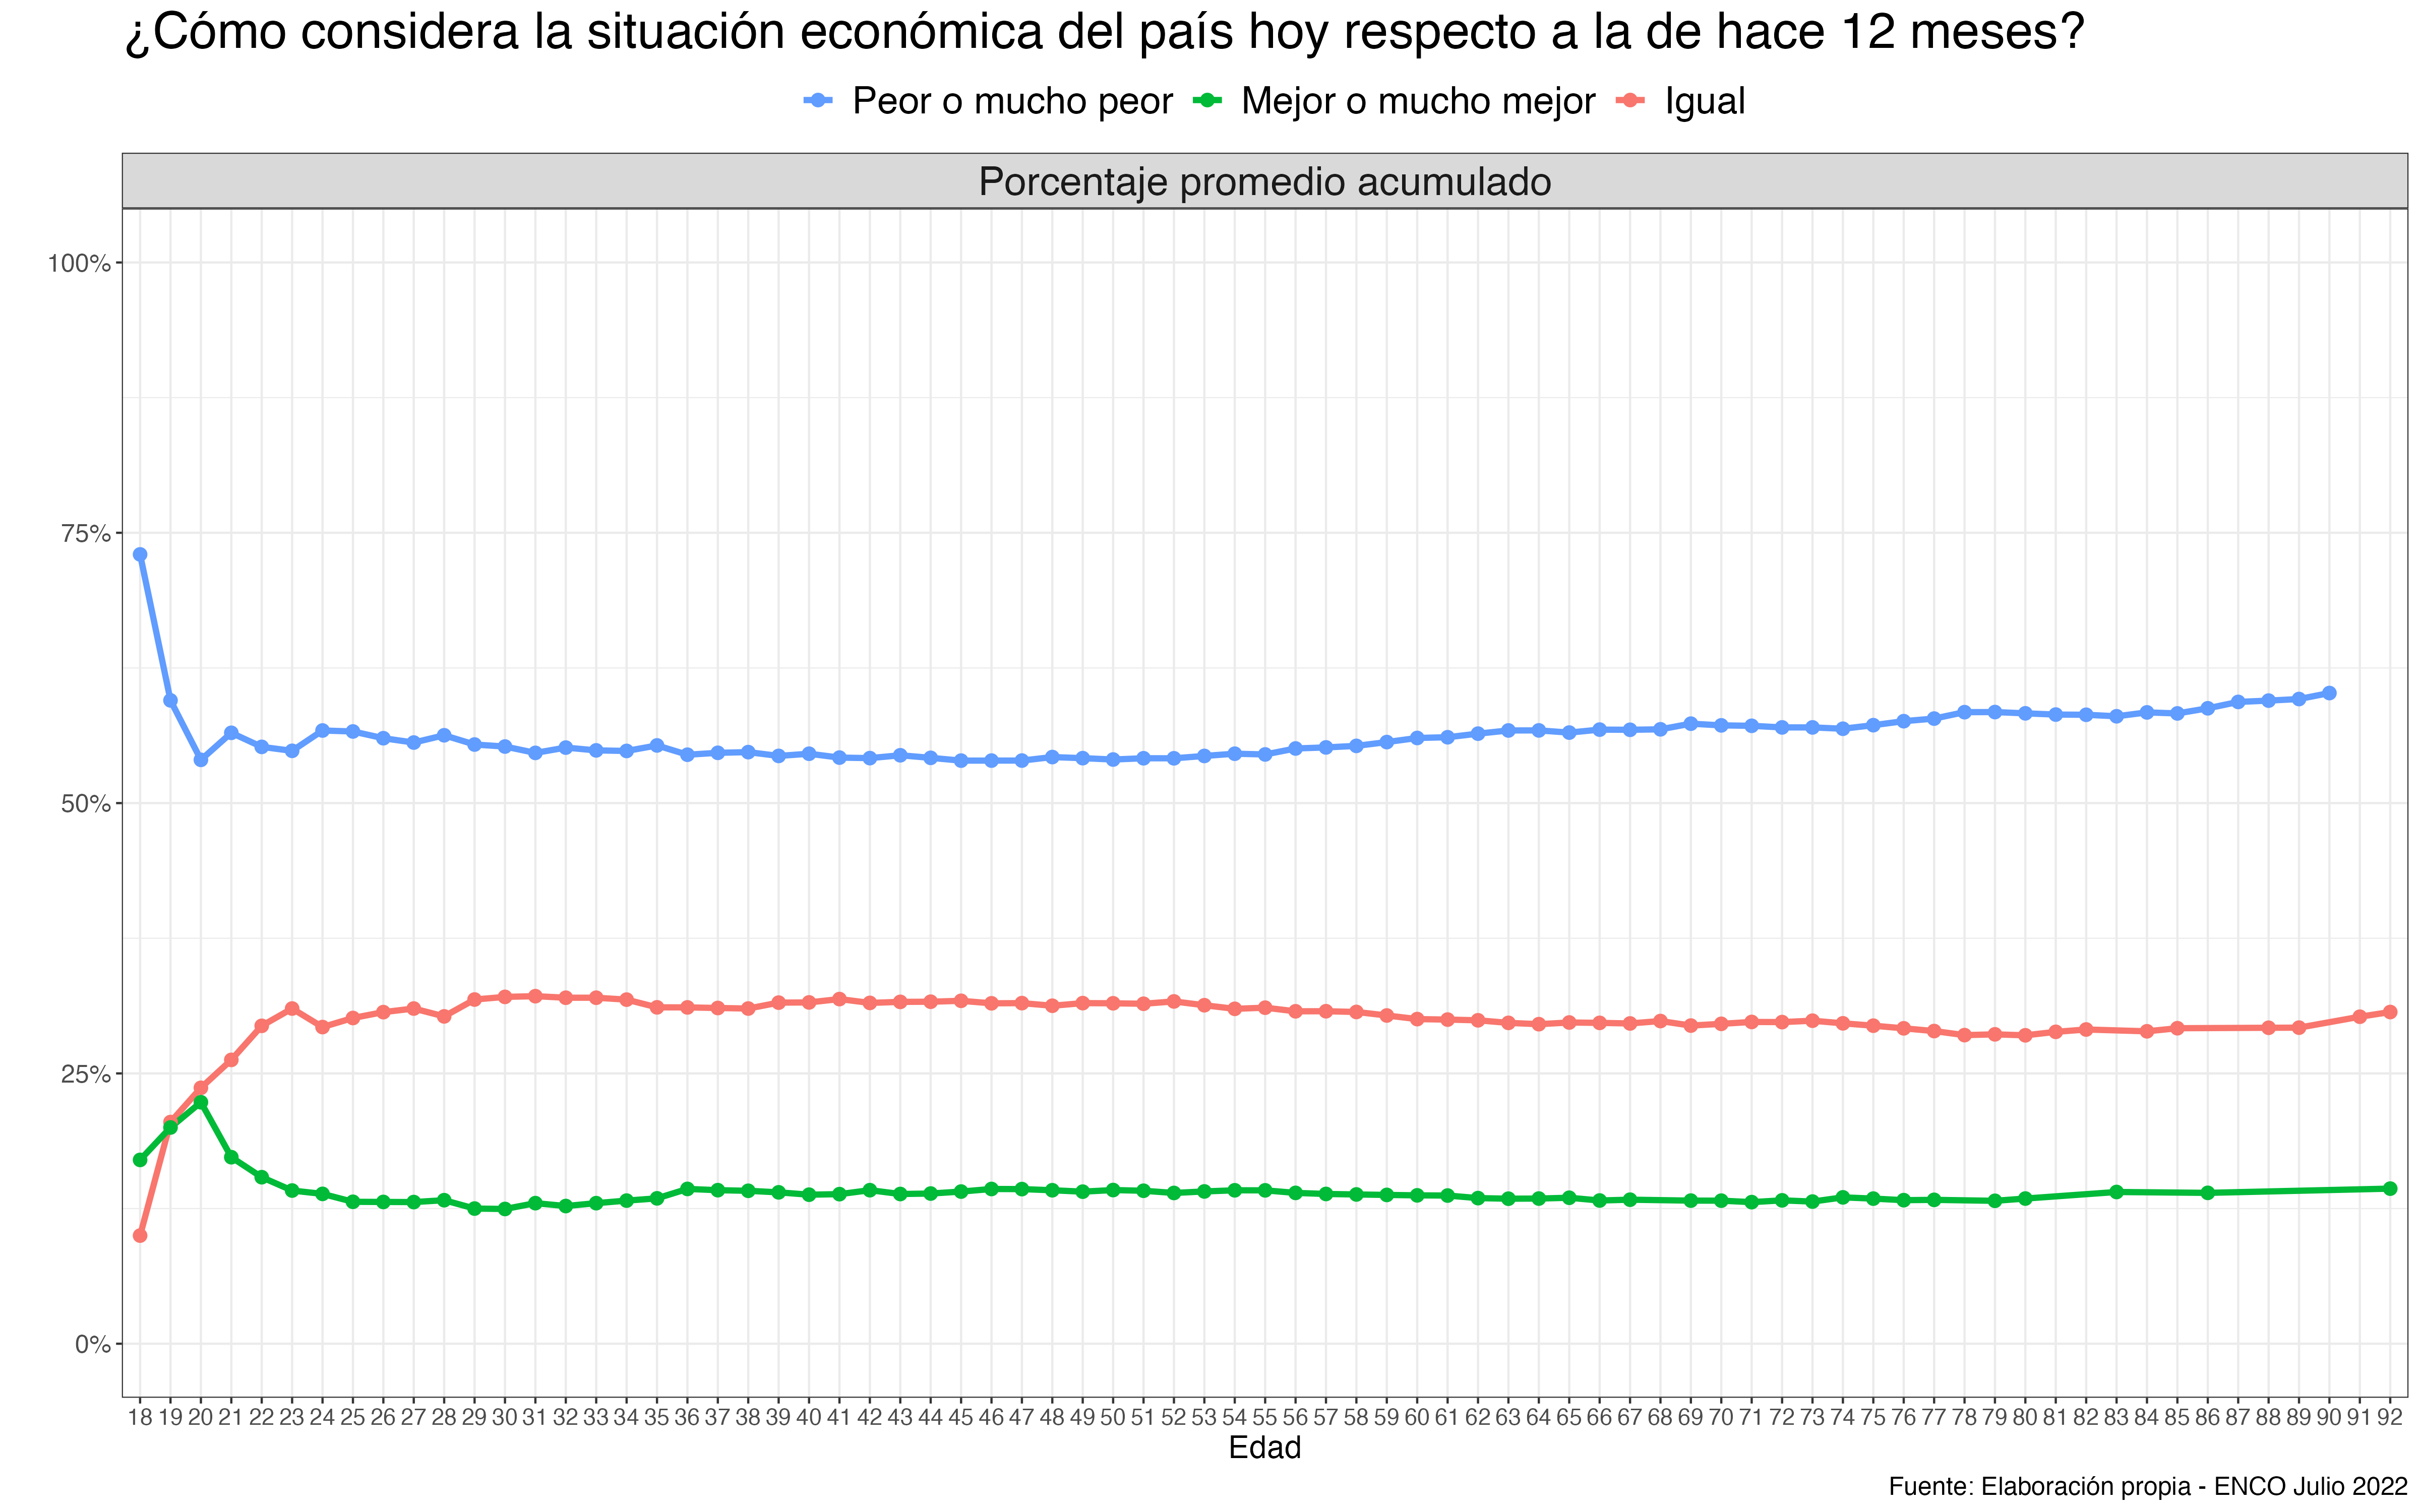 ¿Cómo considera la situación económica del país hoy respecto a la de hace 12 meses?
Peor o mucho peor Mejor o mucho mejor Igual
Porcentaje promedio acumulado
100%
75%
50%
25%
0%
18 19 20 21 22 23 24 25 26 27 28 29 30 31 32 33 34 35 36 37 38 39 40 41 42 43 44 45 46 47 48 49 50 51 52 53 54 55 56 57 58 59 60 61 62 63 64 65 66 67 68 69 70 71 72 73 74 75 76 77 78 79 80 81 82 83 84 85 86 87 88 89 90 91 92
Edad
Fuente: Elaboración propia - ENCO Julio 2022